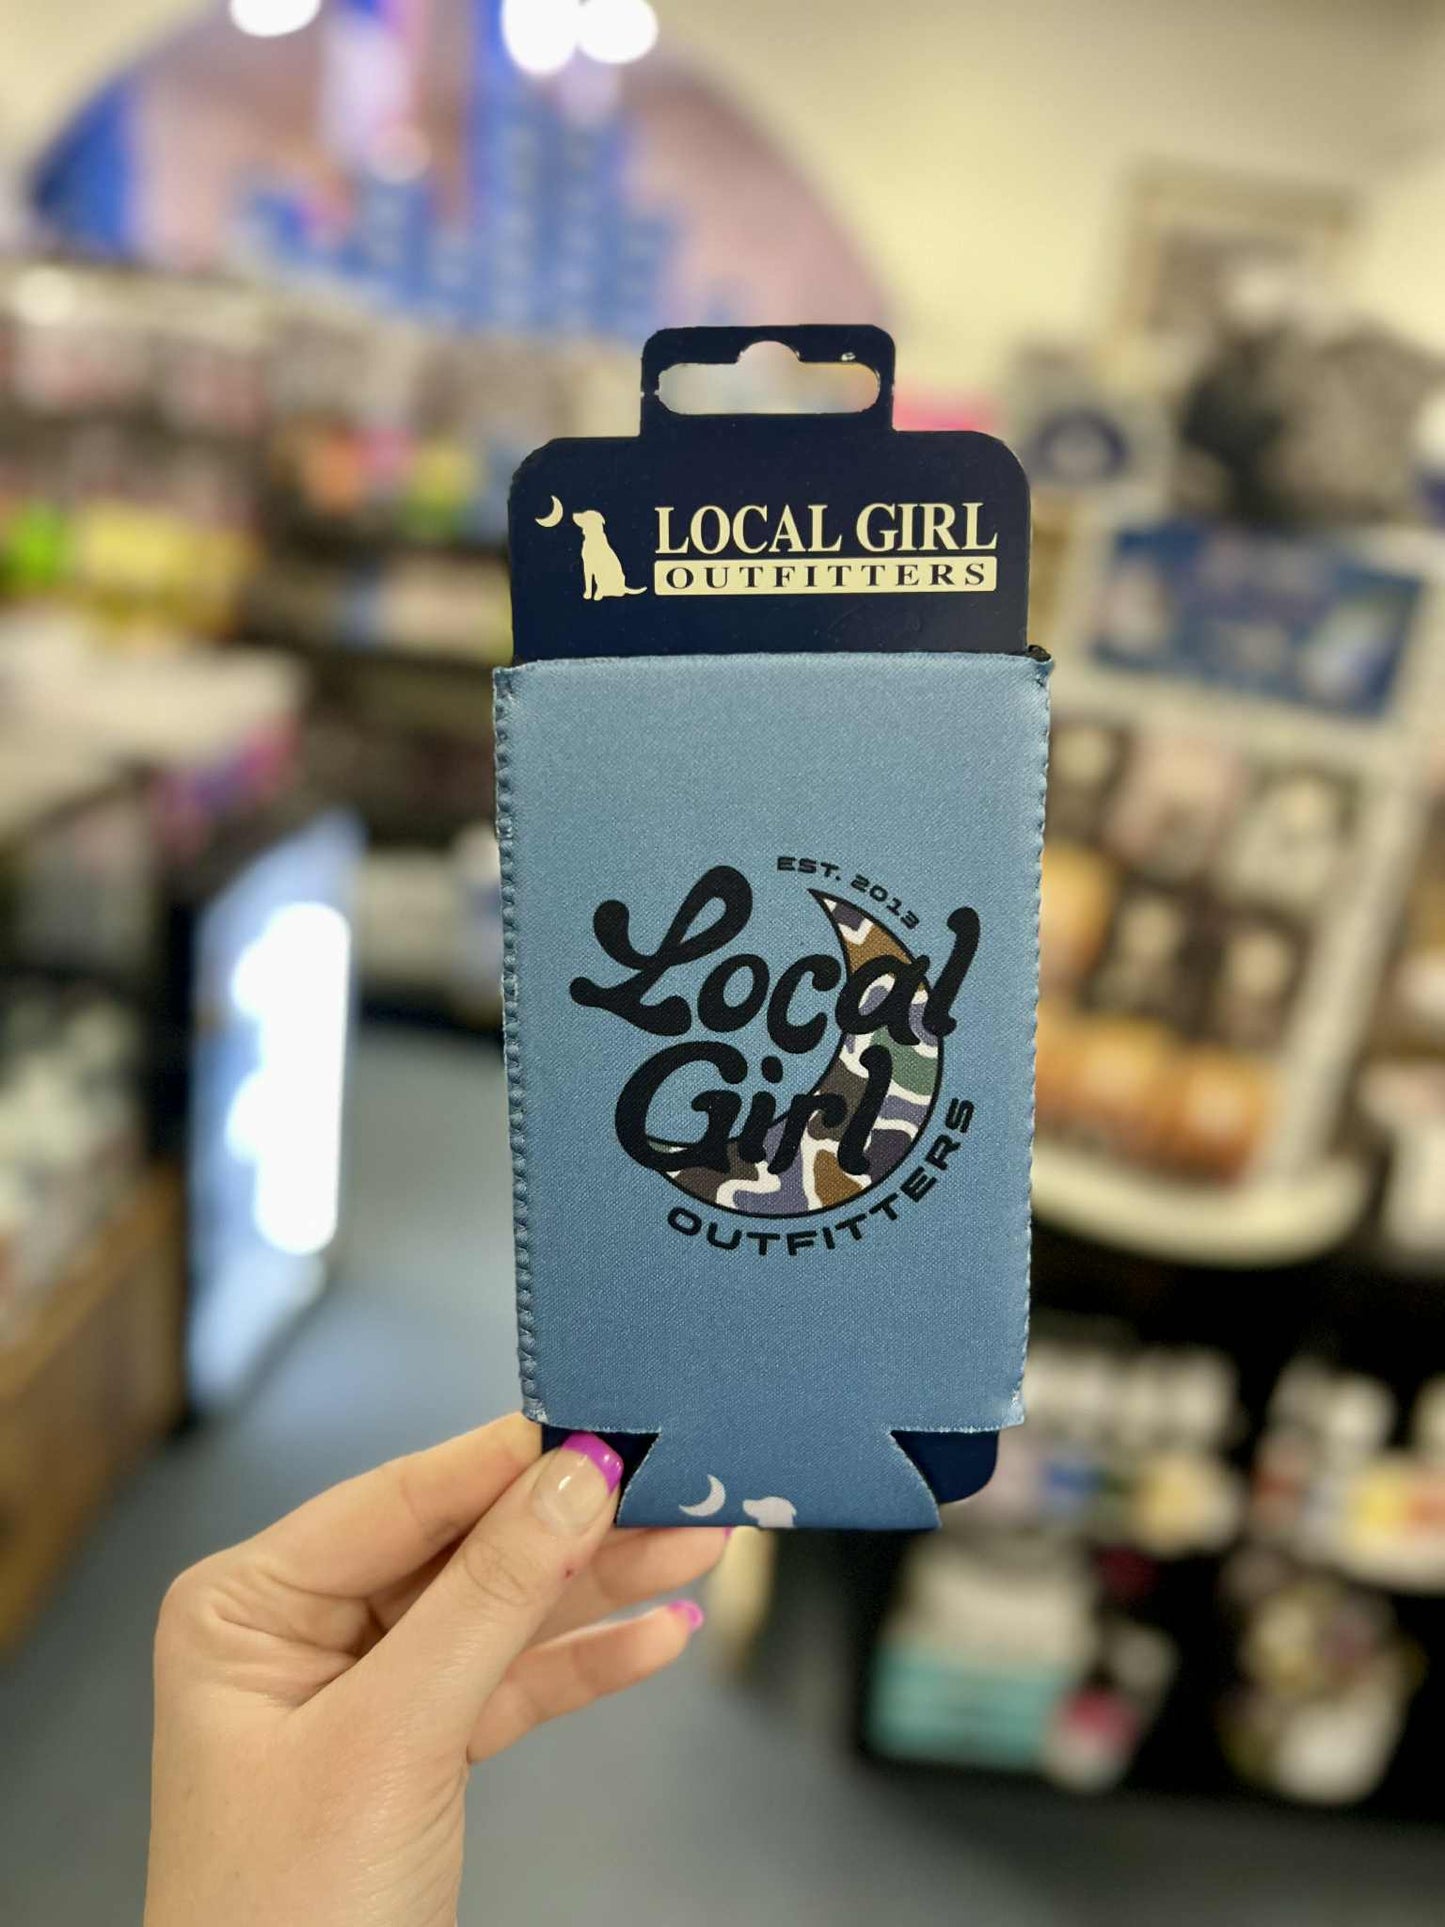 LOCAL GIRL
OUTFITTERS
EST. 2013
Local
Girl
OUTFITTERS